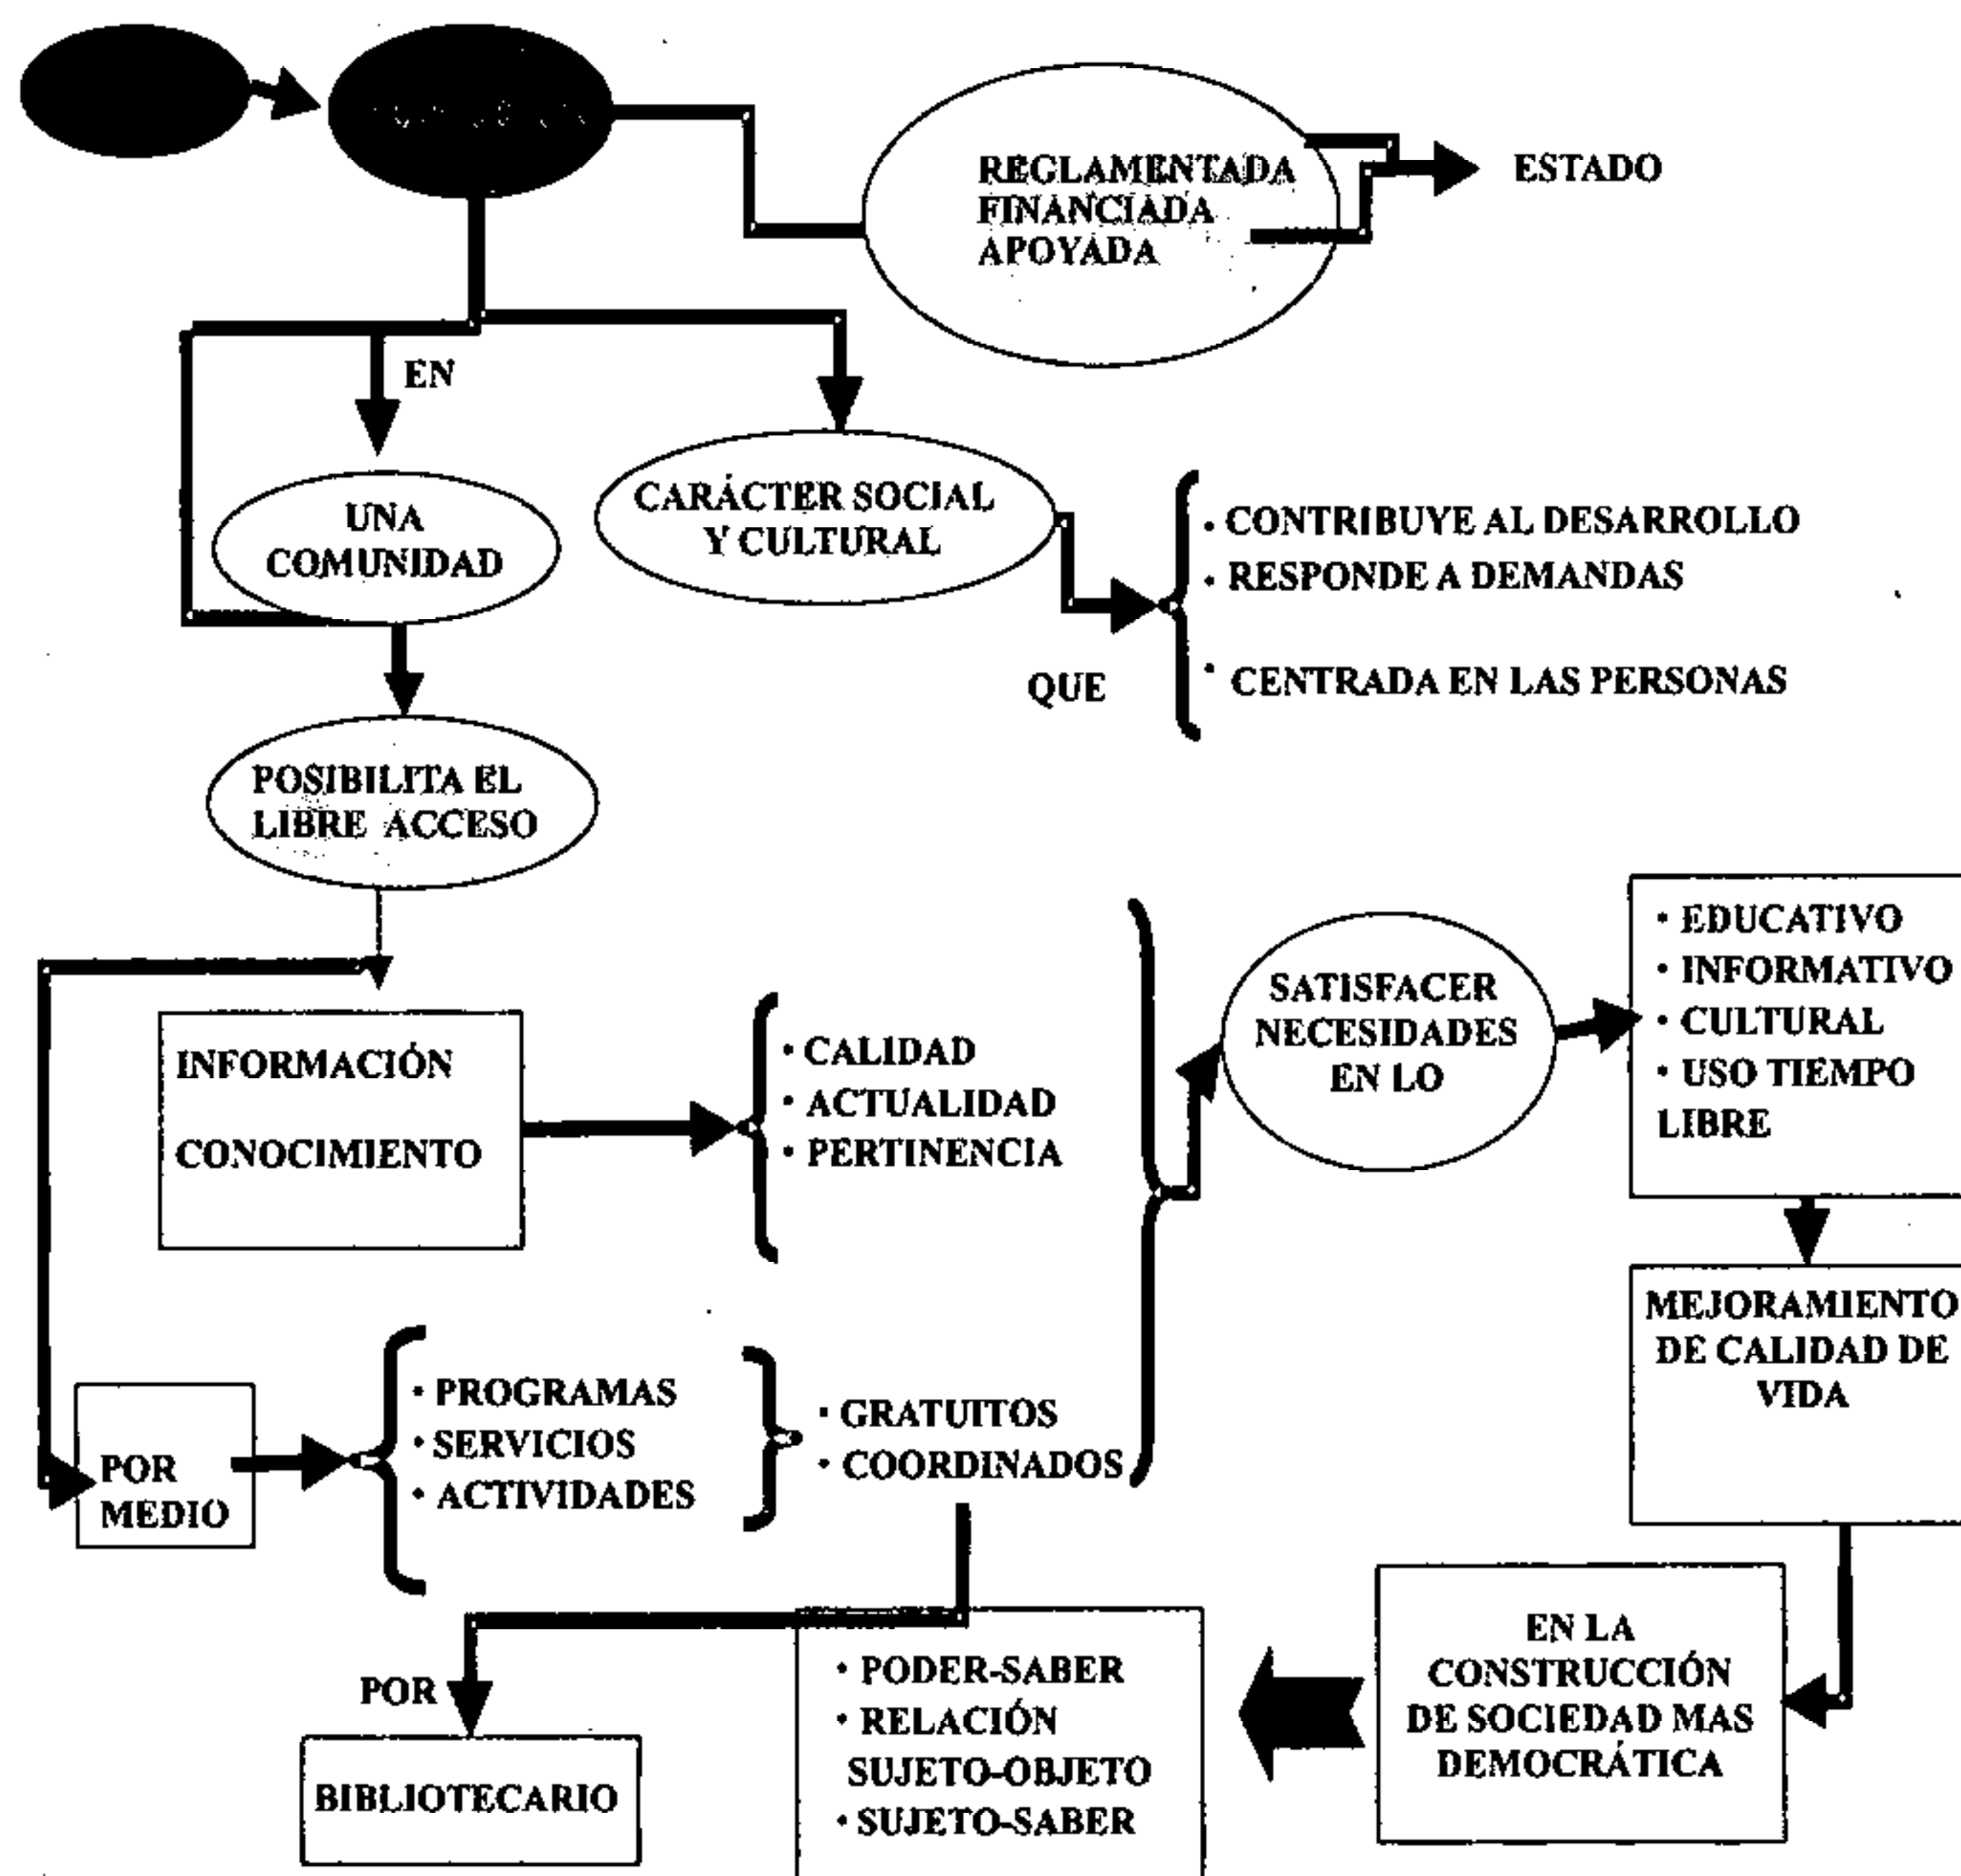 REGLAMENTADA
FINANCIADA
APOYADA
ESTADO
EN
UNA
COMUNIDAD
CARÁCTER SOCIAL
Y CULTURAL
QUE
• CONTRIBUYE AL DESARROLLO
• RESPONDE A DEMANDAS
• CENTRADA EN LAS PERSONAS
POSIBILITA EL
LIBRE ACCESO
INFORMACIÓN
CONOCIMIENTO
• CALIDAD
• ACTUALIDAD
• PERTINENCIA
SATISFACER
NECESIDADES
EN LO
• EDUCATIVO
• INFORMATIVO
• CULTURAL
• USO TIEMPO
LIBRE
MEJORAMIENTO
DE CALIDAD DE
VIDA
POR
MEDIO
• PROGRAMAS
• SERVICIOS
• ACTIVIDADES
• GRATUITOS
• COORDINADOS
POR
BIBLIOTECARIO
• PODER-SABER
• RELACIÓN
SUJETO-OBJETO
• SUJETO-SABER
EN LA
CONSTRUCCIÓN
DE SOCIEDAD MAS
DEMOCRÁTICA